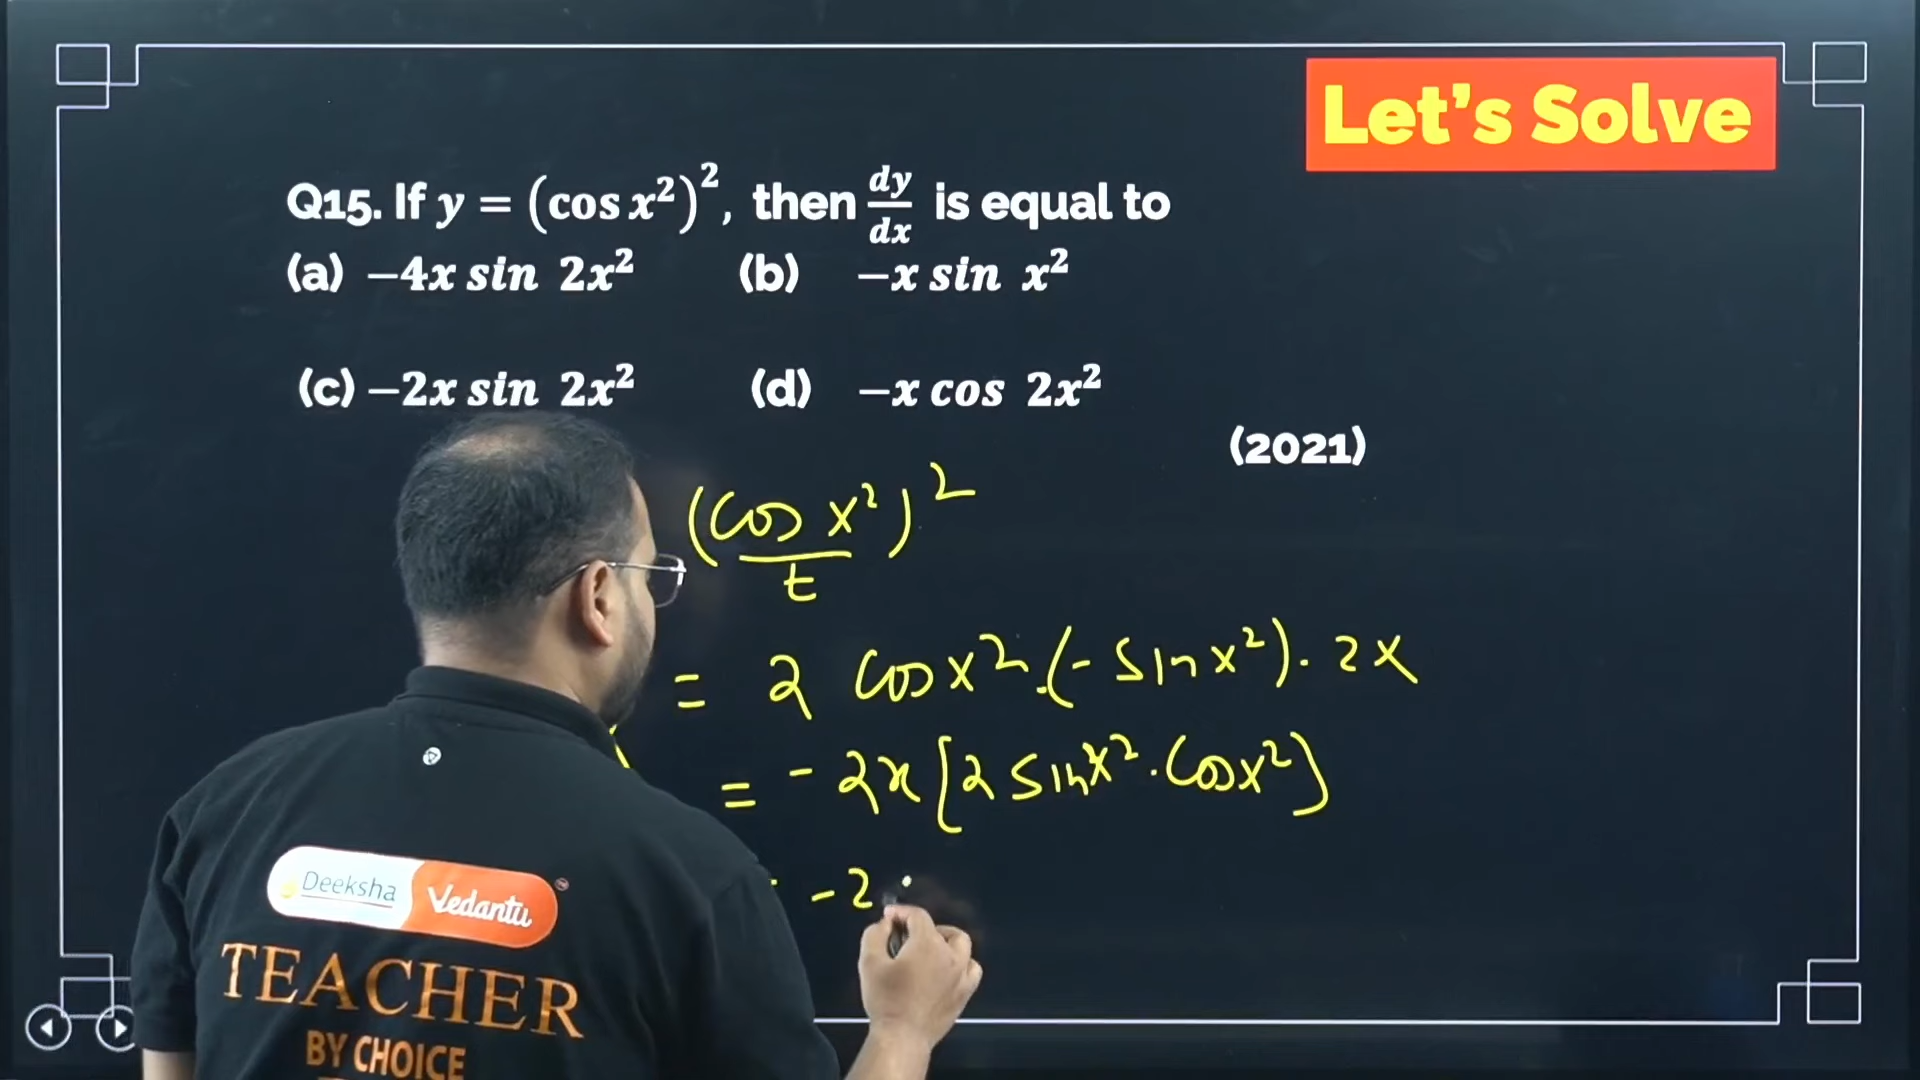 Let's Solve
Q15. If y = (cos x²)², then dy/dx is equal to
(a) −4x sin 2x² (b) −x sin x²
(c) −2x sin 2x² (d) −x cos 2x²
(2021)
(cos x²)²
t
= 2 cos x² . (- sin x²) . 2x
= - 2x [2 sin x² . cos x²]
- 2
Deeksha Vedantu
TEACHER
BY CHOICE